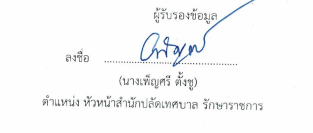 ผู้รับรองข้อมูล
ลงชื่อ
(นางเพ็ญศรี ตั้งชู)
ตำแหน่ง หัวหน้าสำนักปลัดเทศบาล รักษาราชการ